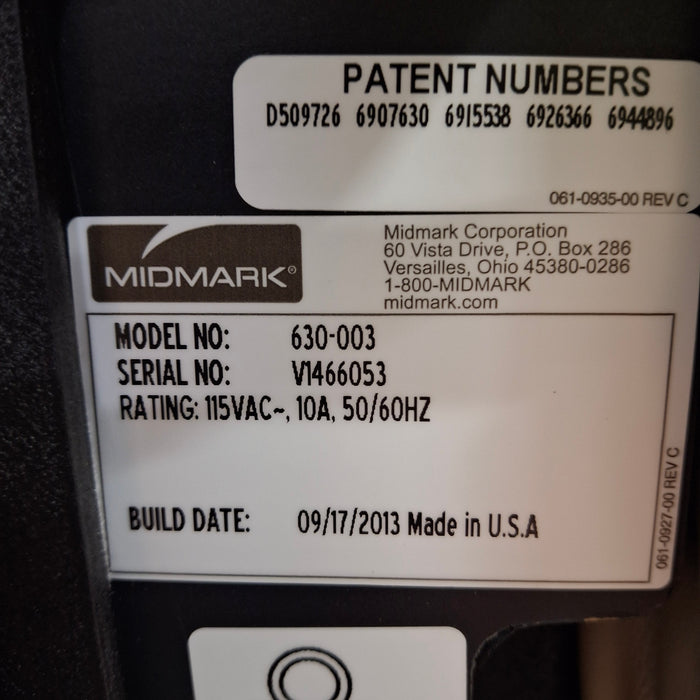 PATENT NUMBERS
D509726 6907630 6915538 6926366 6944896
061-0935-00 REV C
MIDMARK®
Midmark Corporation
60 Vista Drive, P.O. Box 286
Versailles, Ohio 45380-0286
1-800-MIDMARK
midmark.com
MODEL NO: 630-003
SERIAL NO: V1466053
RATING: 115VAC~, 10A, 50/60HZ
BUILD DATE: 09/17/2013 Made in U.S.A
061-0927-00 REV C